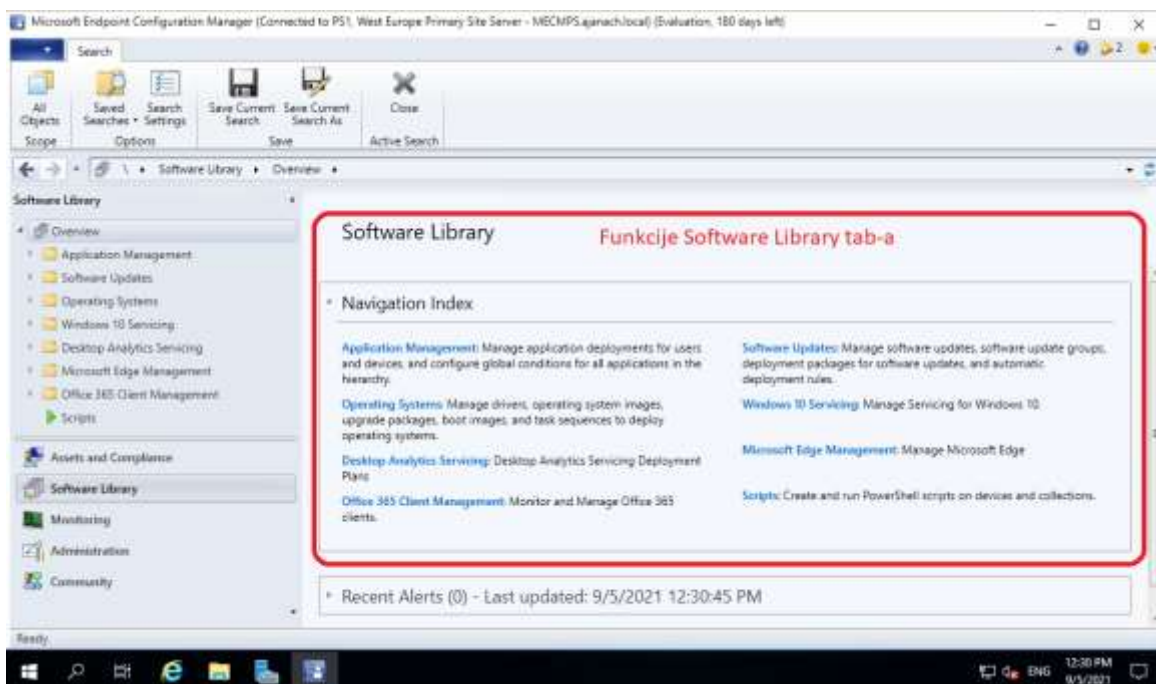 Microsoft Endpoint Configuration Manager (Connected to PS1, West Europe Primary Site Server - MECMPS.ajanach.local) (Evaluation, 180 days left)
Search
2
All Objects
Saved Searches
Search Settings
Save Current Search
Save Current Search As
Close
Scope
Options
Save
Active Search
\ Software Library Overview
Software Library
Overview
Application Management
Software Updates
Operating Systems
Windows 10 Servicing
Desktop Analytics Servicing
Microsoft Edge Management
Office 365 Client Management
Scripts
Assets and Compliance
Software Library
Monitoring
Administration
Community
Software Library
Funkcije Software Library tab-a
Navigation Index
Application Management: Manage application deployments for users
and devices, and configure global conditions for all applications in the
hierarchy.
Operating Systems: Manage drivers, operating system images,
upgrade packages, boot images, and task sequences to deploy
operating systems.
Desktop Analytics Servicing: Desktop Analytics Servicing Deployment
Plans
Office 365 Client Management: Monitor and Manage Office 365
clients.
Software Updates: Manage software updates, software update groups,
deployment packages for software updates, and automatic
deployment rules.
Windows 10 Servicing: Manage Servicing for Windows 10
Microsoft Edge Management: Manage Microsoft Edge
Scripts: Create and run PowerShell scripts on devices and collections.
Recent Alerts (0) - Last updated: 9/5/2021 12:30:45 PM
Ready
ENG
12:30 PM
9/5/2021